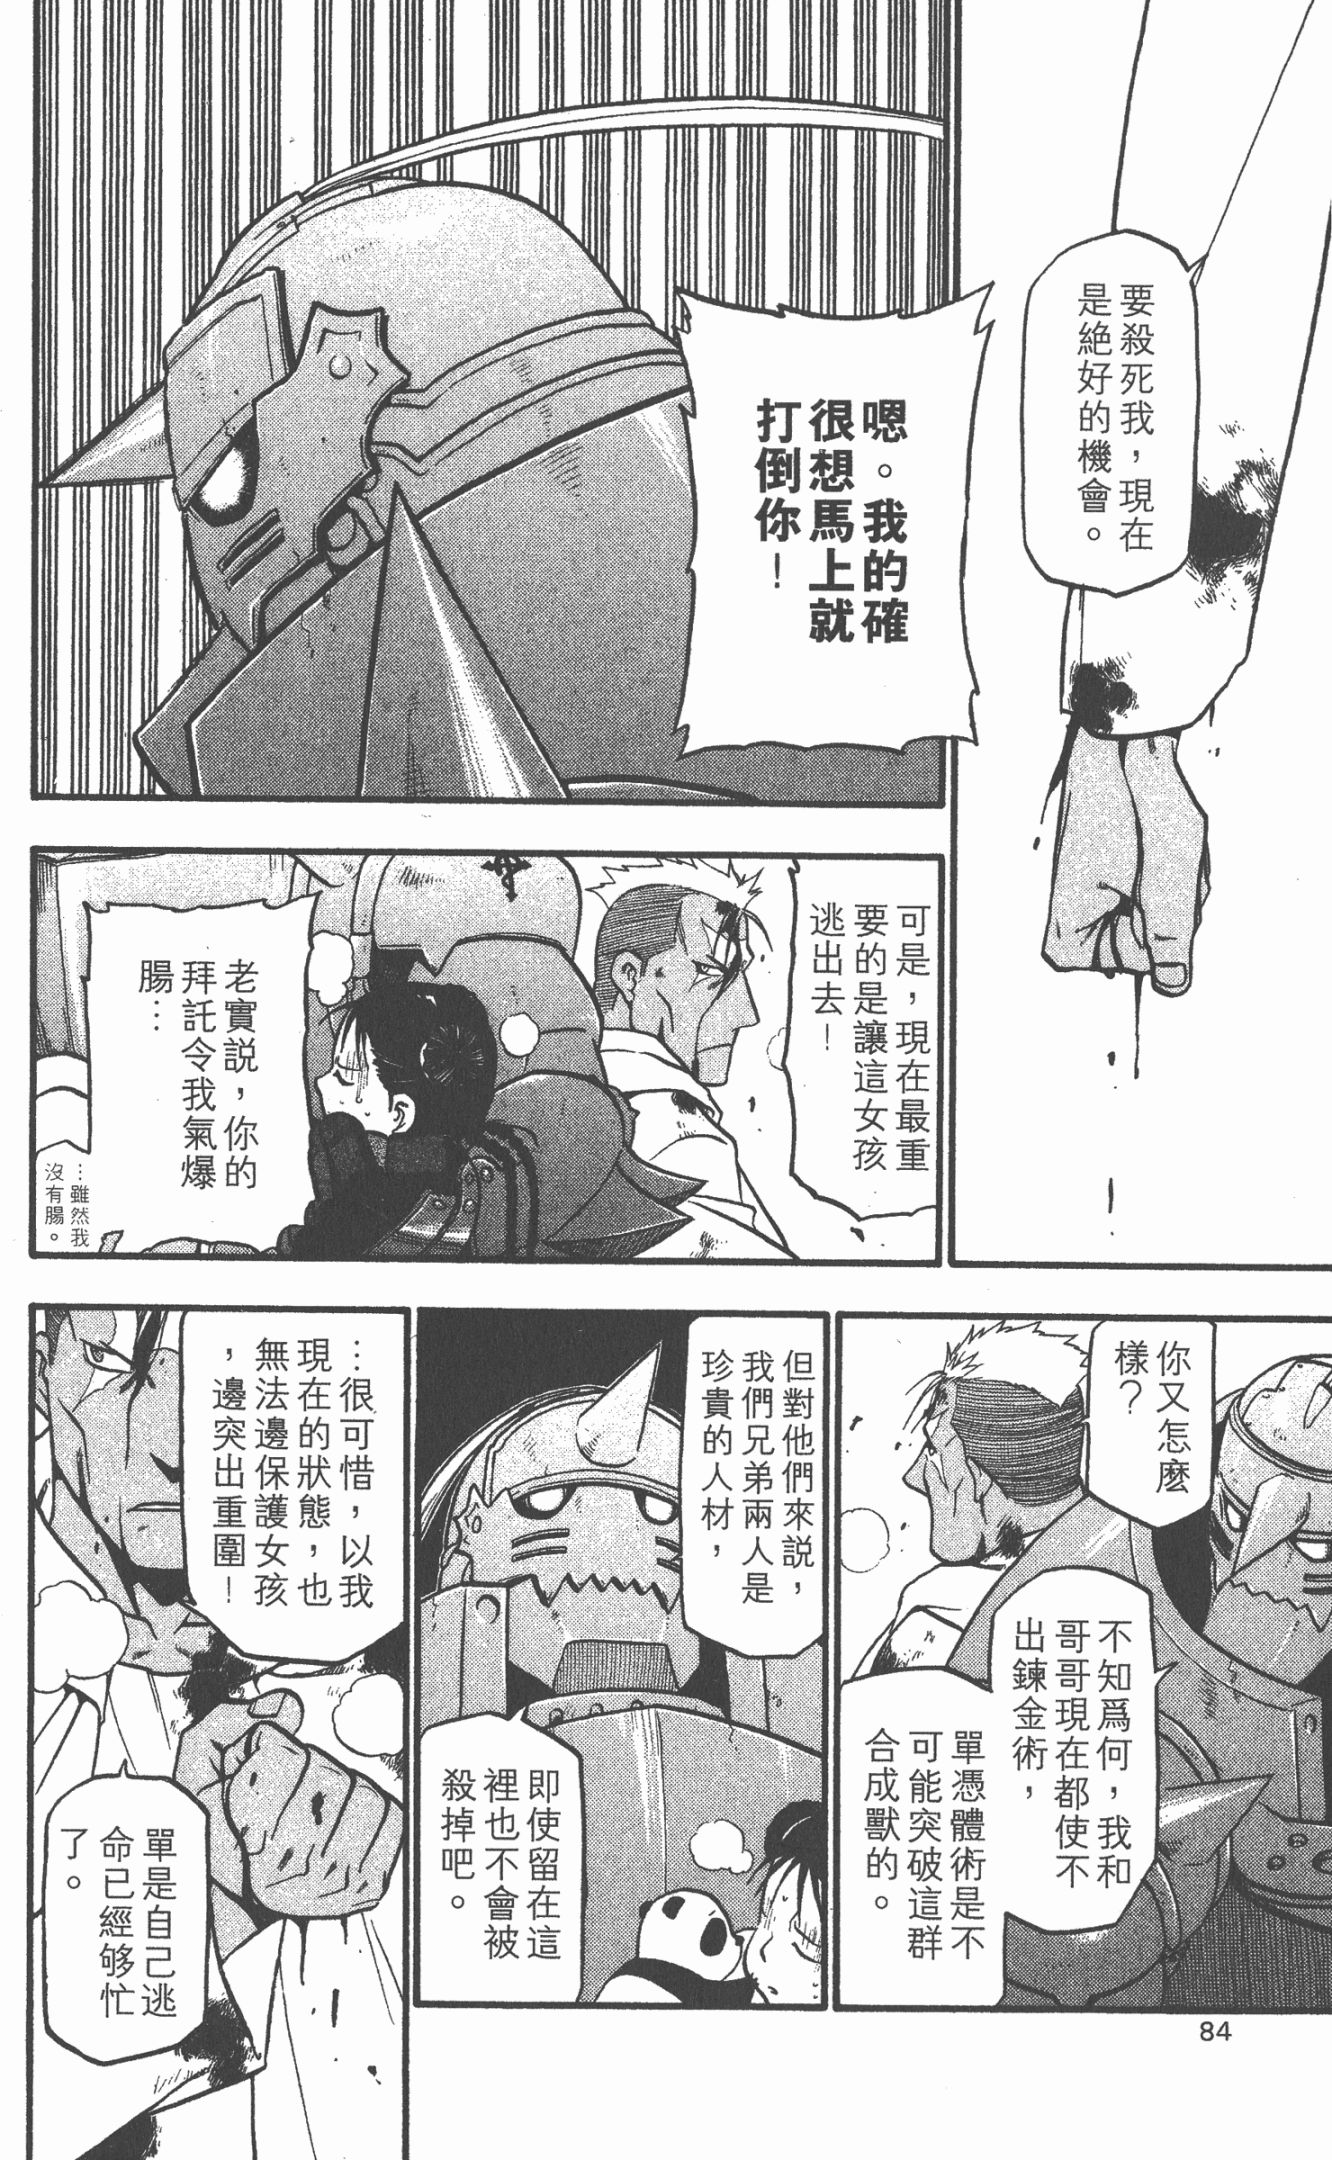 要殺死我，現在
是絕好的機會。
嗯。我的確
很想馬上就
打倒你！
可是，現在最重
要的是讓這女孩
逃出去！
老實説，你的
拜託令我氣爆
腸…
…雖然我
沒有腸。
你又怎麽
樣？
不知爲何，我和
哥哥現在都使不
出鍊金術，
單憑體術是不
可能突破這群
合成獸的。
但對他們來説，
我們兄弟兩人是
珍貴的人材，
即使留在這
裡也不會被
殺掉吧。
…很可惜，以我
現在的狀態，也
無法邊保護女孩
，邊突出重圍！
單是自己逃
命已經够忙
了。
84